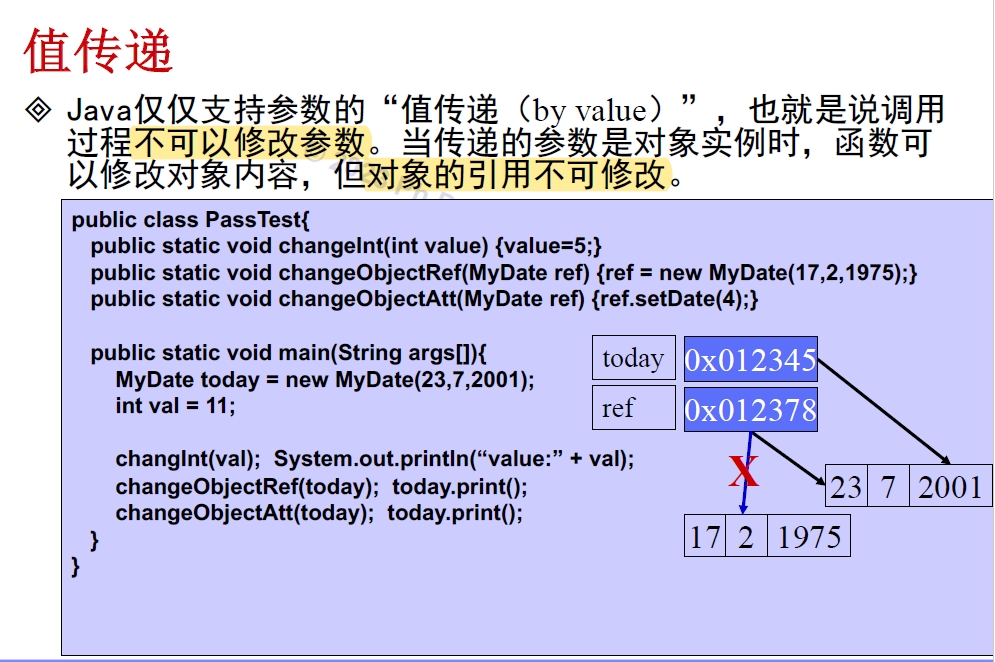 值传递
Java仅仅支持参数的“值传递（by value）”，也就是说调用
过程不可以修改参数。当传递的参数是对象实例时，函数可
以修改对象内容，但对象的引用不可修改。
public class PassTest{
public static void changeInt(int value) {value=5;}
public static void changeObjectRef(MyDate ref) {ref = new MyDate(17,2,1975);}
public static void changeObjectAtt(MyDate ref) {ref.setDate(4);}
public static void main(String args[]){
MyDate today = new MyDate(23,7,2001);
int val = 11;
changInt(val);  System.out.println(“value:” + val);
changeObjectRef(today);  today.print();
changeObjectAtt(today);  today.print();
}
}
today 0x012345
ref 0x012378
X
23 7 2001
17 2 1975